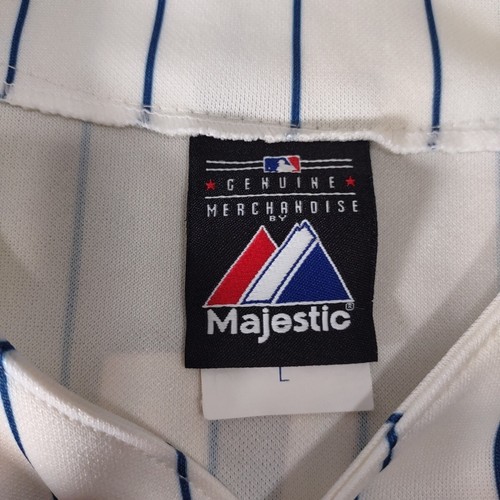 GENUINE
MERCHANDISE
BY
Majestic®
L